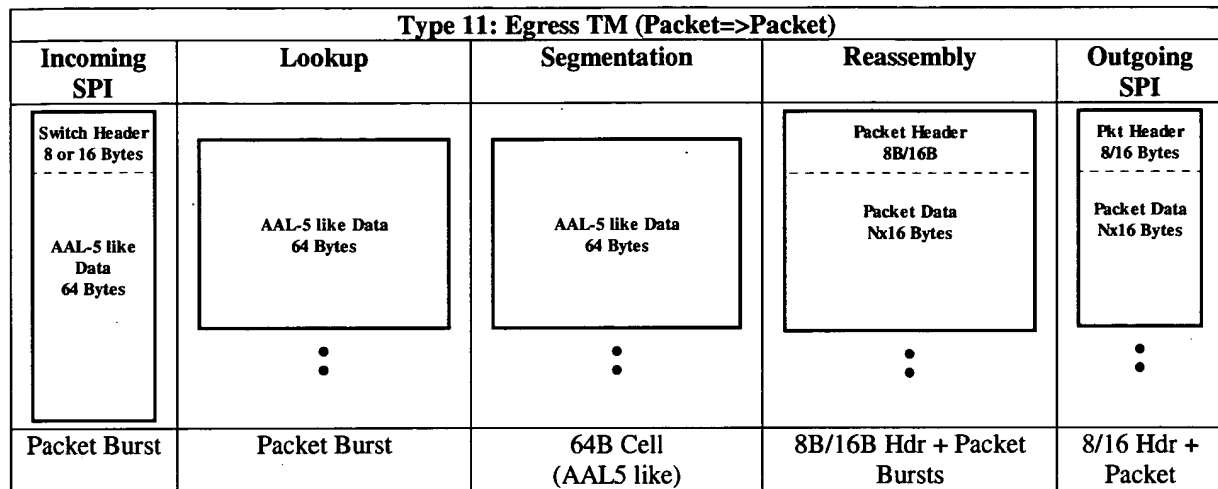 Type 11: Egress TM (Packet=>Packet)
Incoming
SPI
Lookup
Segmentation
Reassembly
Outgoing
SPI
Switch Header
8 or 16 Bytes
AAL-5 like
Data
64 Bytes
AAL-5 like Data
64 Bytes
AAL-5 like Data
64 Bytes
Packet Header
8B/16B
Packet Data
Nx16 Bytes
Pkt Header
8/16 Bytes
Packet Data
Nx16 Bytes
Packet Burst
Packet Burst
64B Cell
(AAL5 like)
8B/16B Hdr + Packet
Bursts
8/16 Hdr +
Packet